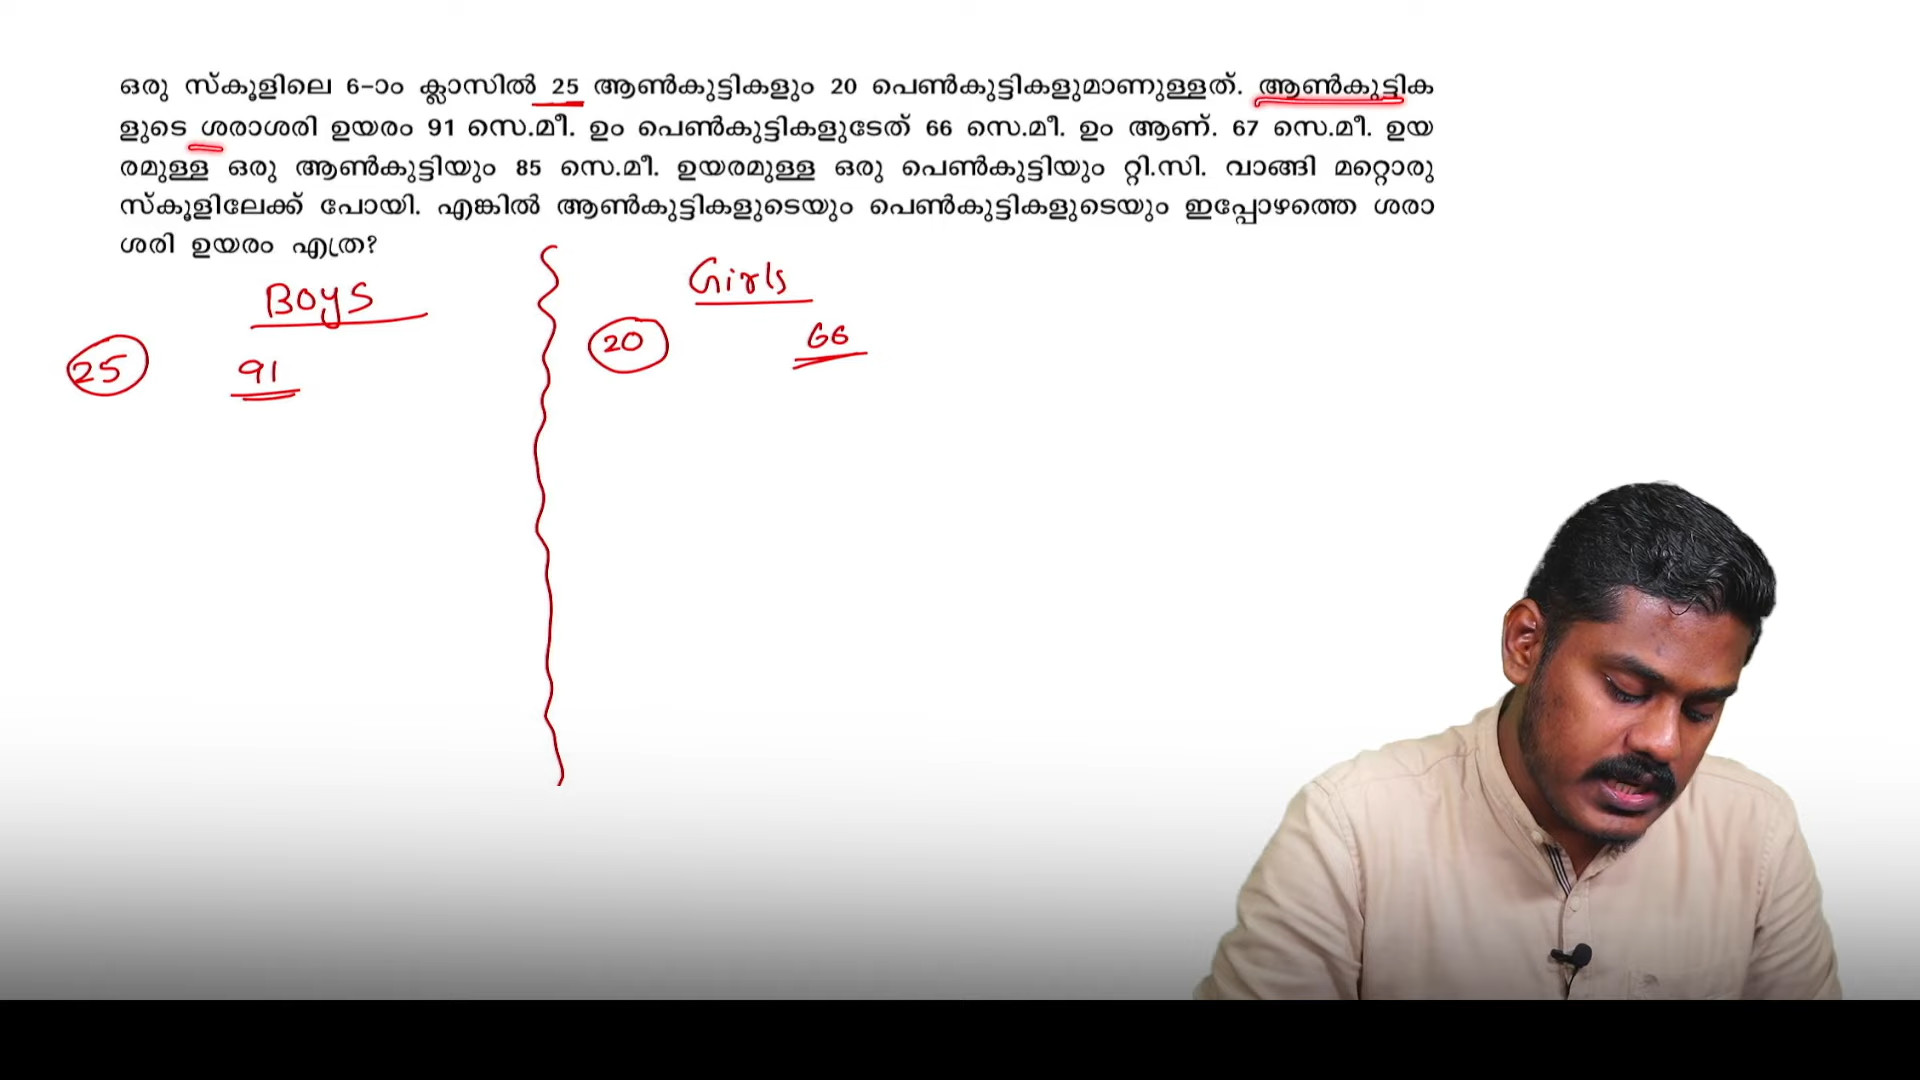 ഒരു സ്കൂളിലെ 6-ാം ക്ലാസിൽ 25 ആൺകുട്ടികളും 20 പെൺകുട്ടികളുമാണുള്ളത്. ആൺകുട്ടിക
ളുടെ ശരാശരി ഉയരം 91 സെ.മീ. ഉം പെൺകുട്ടികളുടേത് 66 സെ.മീ. ഉം ആണ്. 67 സെ.മീ. ഉയ
രമുള്ള ഒരു ആൺകുട്ടിയും 85 സെ.മീ. ഉയരമുള്ള ഒരു പെൺകുട്ടിയും റ്റി.സി. വാങ്ങി മറ്റൊരു
സ്കൂളിലേക്ക് പോയി. എങ്കിൽ ആൺകുട്ടികളുടെയും പെൺകുട്ടികളുടെയും ഇപ്പോഴത്തെ ശരാ
ശരി ഉയരം എത്ര?
Boys
25 91
Girls
20 66